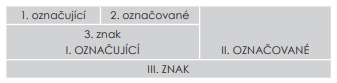 1. označující 2. označované
3. znak
I. OZNAČUJÍCÍ II. OZNAČOVANÉ
III. ZNAK